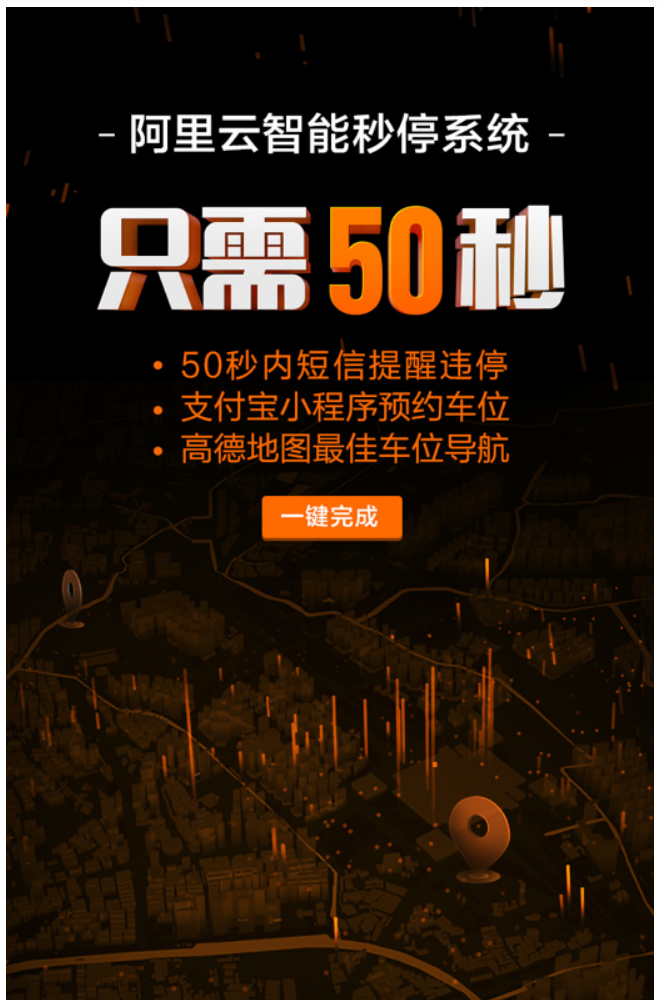 - 阿里云智能秒停系统 -
只需50秒
• 50秒内短信提醒违停
• 支付宝小程序预约车位
• 高德地图最佳车位导航
一键完成